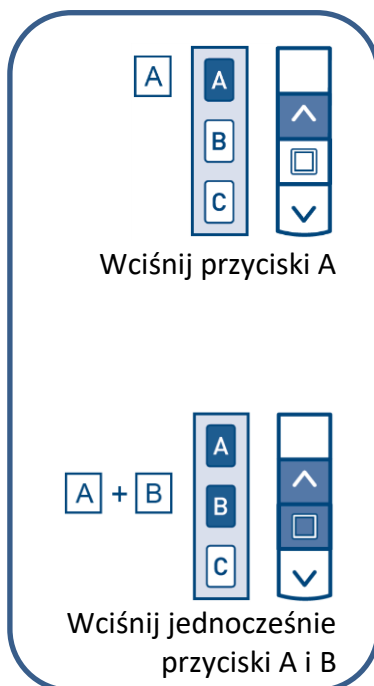 A A
B
C
Wciśnij przyciski A
A
A + B B
C
Wciśnij jednocześnie
przyciski A i B